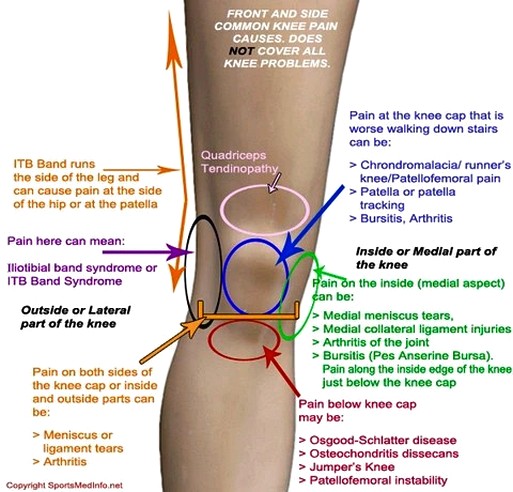 FRONT AND SIDE
COMMON KNEE PAIN
CAUSES. DOES
NOT COVER ALL
KNEE PROBLEMS.
Pain at the knee cap that is
worse walking down stairs
can be:
> Chrondromalacia/ runner's
knee/Patellofemoral pain
> Patella or patella
tracking
> Bursitis, Arthritis
Quadriceps
Tendinopathy
ITB Band runs
the side of the leg and
can cause pain at the side
of the hip or at the patella
Pain here can mean:
Iliotibial band syndrome or
ITB Band Syndrome
Outside or Lateral
part of the knee
Inside or Medial part of
the knee
Pain on the inside (medial aspect)
can be:
> Medial meniscus tears,
> Medial collateral ligament injuries
> Arthritis of the joint
> Bursitis (Pes Anserine Bursa).
Pain along the inside edge of the knee
just below the knee cap
Pain on both sides of
the knee cap or inside
and outside parts can
be:
> Meniscus or
ligament tears
> Arthritis
Pain below knee cap
may be:
> Osgood-Schlatter disease
> Osteochondritis dissecans
> Jumper's Knee
> Patellofemoral instability
Copyright SportsMedInfo.net